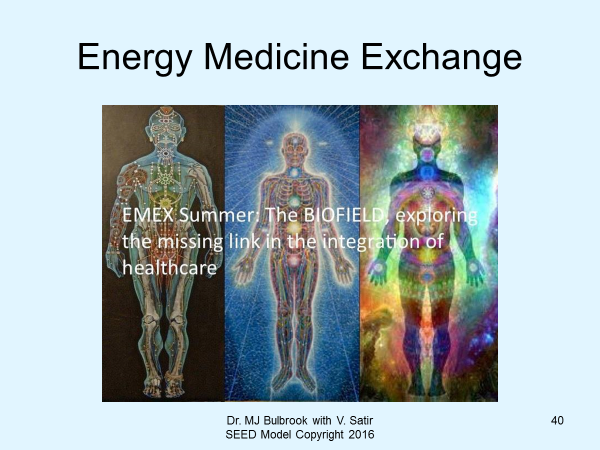 Energy Medicine Exchange
EMEX Summer: The BIOFIELD, exploring
the missing link in the integration of
healthcare
Dr. MJ Bulbrook with V. Satir
SEED Model Copyright 2016
40